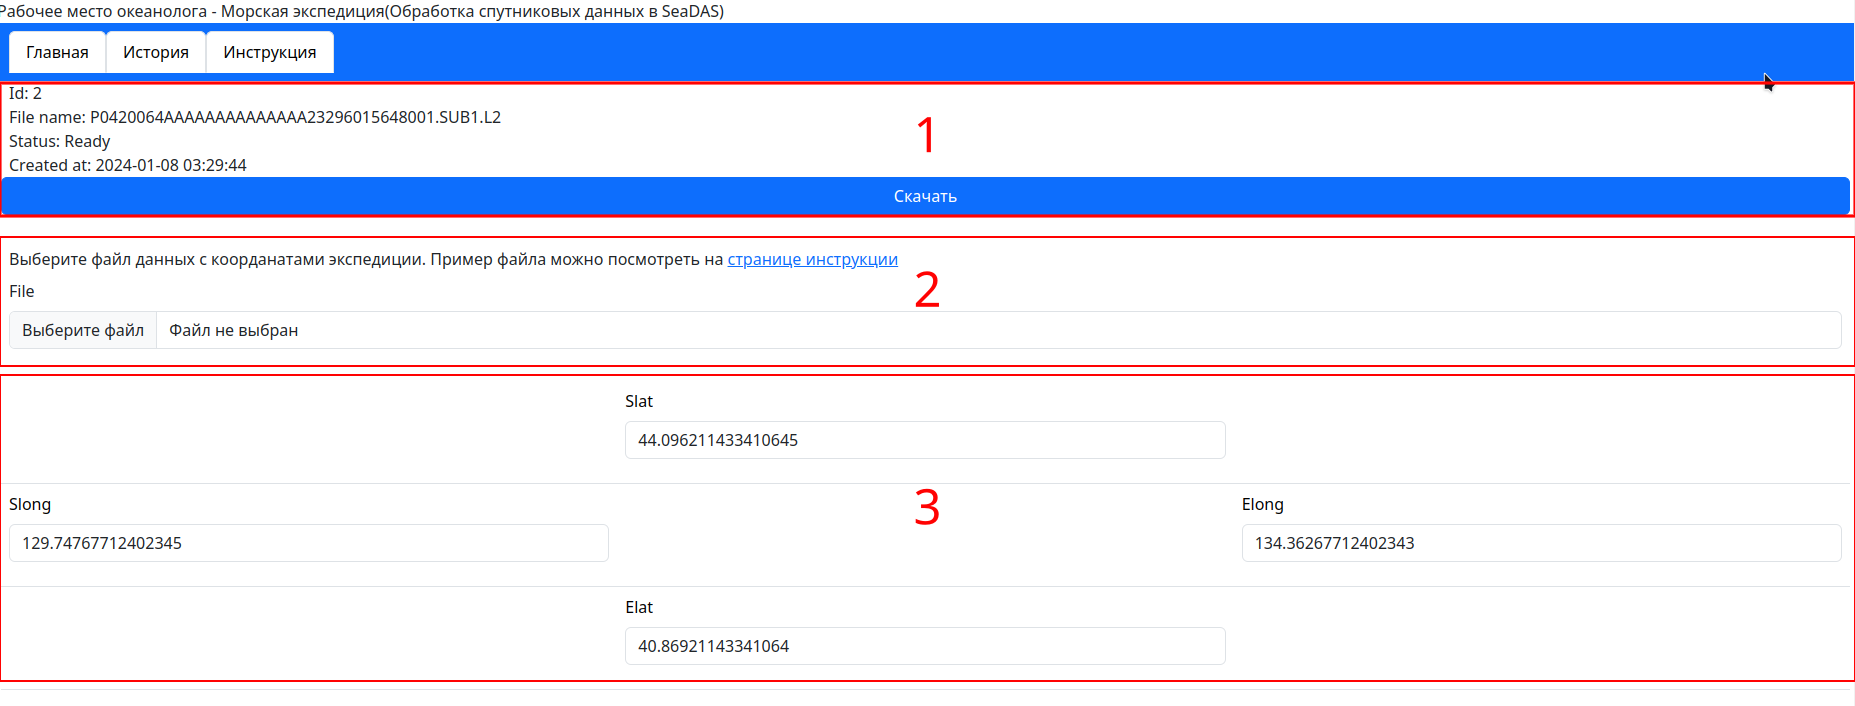 Рабочее место океанолога - Морская экспедиция(Обработка спутниковых данных в SeaDAS)
Главная История Инструкция
Id: 2
File name: P0420064AAAAAAAAAAAAAA23296015648001.SUB1.L2
1
Status: Ready
Created at: 2024-01-08 03:29:44
Скачать
Выберите файл данных с коорданатами экспедиции. Пример файла можно посмотреть на странице инструкции
2
File
Выберите файл Файл не выбран
Slat
44.096211433410645
Slong
3
Elong
129.74767712402345
134.36267712402343
Elat
40.86921143341064